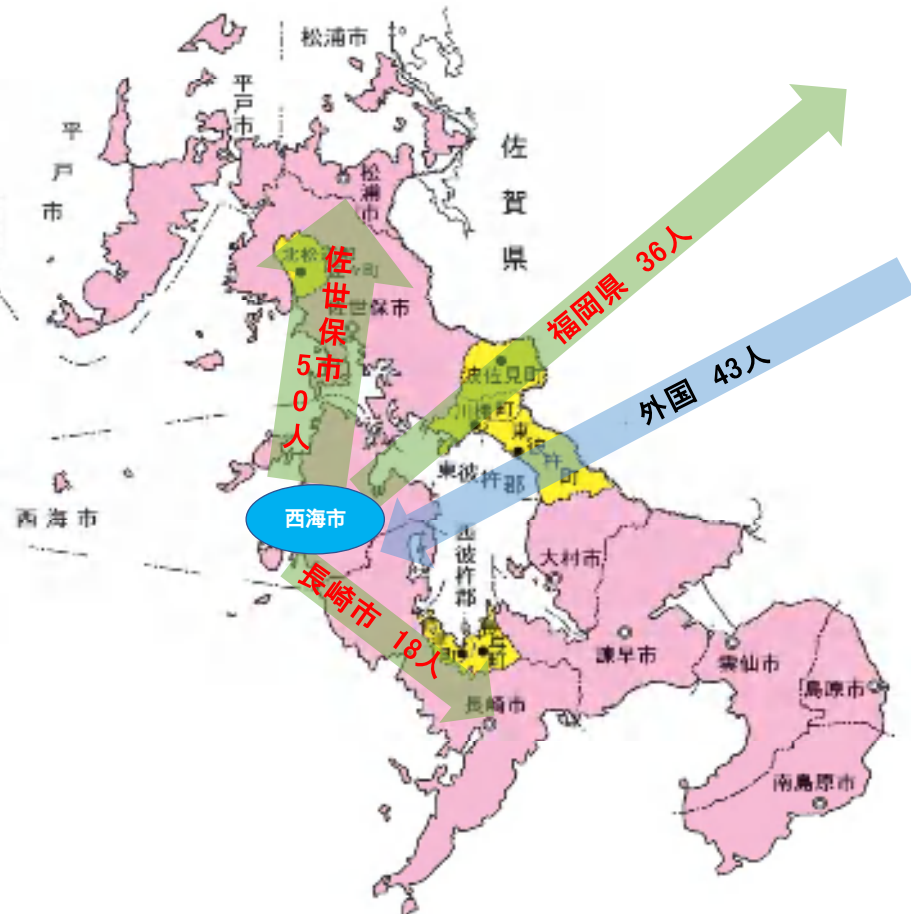 松浦市
平戸市
平戸市
佐賀県
松浦市
佐世保市
50人
佐世保市
福岡県 36人
外国 43人
波佐見町
川棚町
東彼杵町
東彼杵郡
西海市
西海市
西彼杵郡
大村市
長崎市 18人
諫早市
雲仙市
島原市
長崎市
南島原市